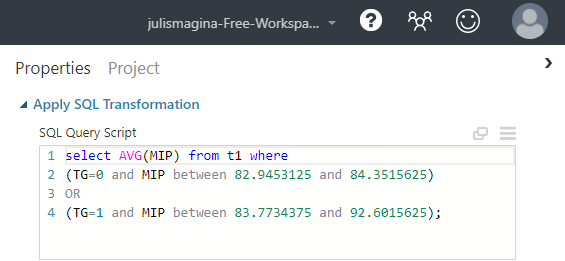 julismagina-Free-Workspa...
Properties Project
Apply SQL Transformation
SQL Query Script
1 select AVG(MIP) from t1 where
2 (TG=0 and MIP between 82.9453125 and 84.3515625)
3 OR
4 (TG=1 and MIP between 83.7734375 and 92.6015625);